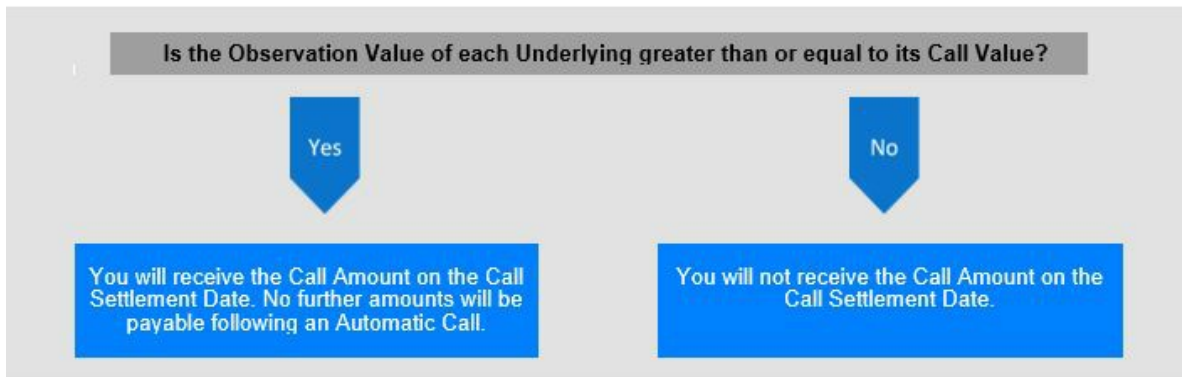 Is the Observation Value of each Underlying greater than or equal to its Call Value?
Yes
No
You will receive the Call Amount on the Call
Settlement Date. No further amounts will be
payable following an Automatic Call.
You will not receive the Call Amount on the
Call Settlement Date.